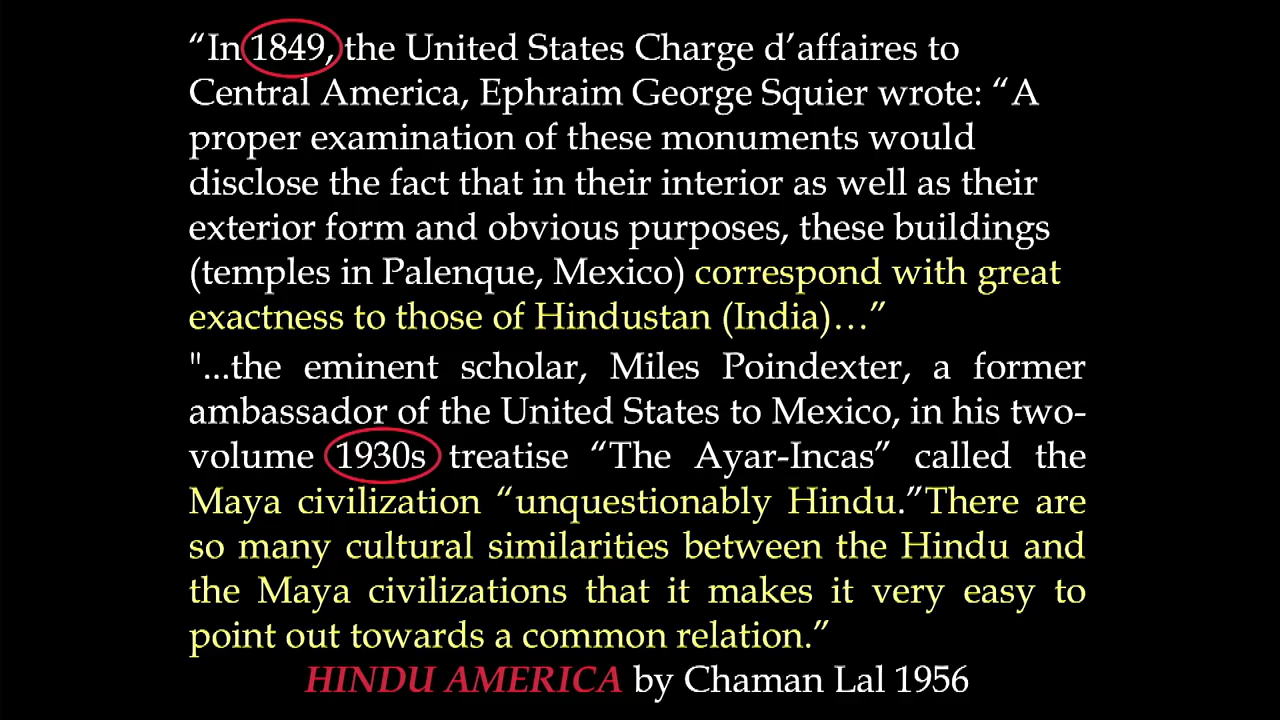 “In 1849, the United States Charge d’affaires to
Central America, Ephraim George Squier wrote: “A
proper examination of these monuments would
disclose the fact that in their interior as well as their
exterior form and obvious purposes, these buildings
(temples in Palenque, Mexico) correspond with great
exactness to those of Hindustan (India)…”
"...the eminent scholar, Miles Poindexter, a former
ambassador of the United States to Mexico, in his two-
volume 1930s treatise “The Ayar-Incas” called the
Maya civilization “unquestionably Hindu.”There are
so many cultural similarities between the Hindu and
the Maya civilizations that it makes it very easy to
point out towards a common relation.”
HINDU AMERICA by Chaman Lal 1956